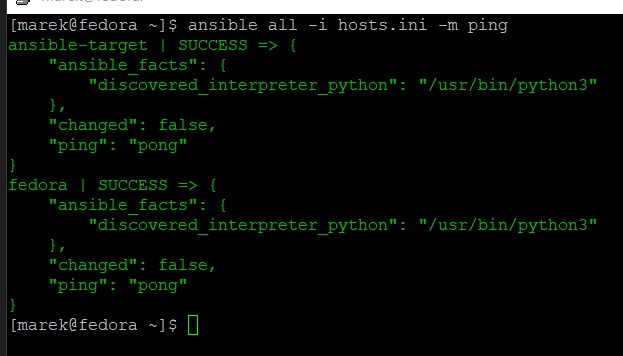 [marek@fedora ~]$ ansible all -i hosts.ini -m ping
ansible-target | SUCCESS => {
    "ansible_facts": {
        "discovered_interpreter_python": "/usr/bin/python3"
    },
    "changed": false,
    "ping": "pong"
}
fedora | SUCCESS => {
    "ansible_facts": {
        "discovered_interpreter_python": "/usr/bin/python3"
    },
    "changed": false,
    "ping": "pong"
}
[marek@fedora ~]$